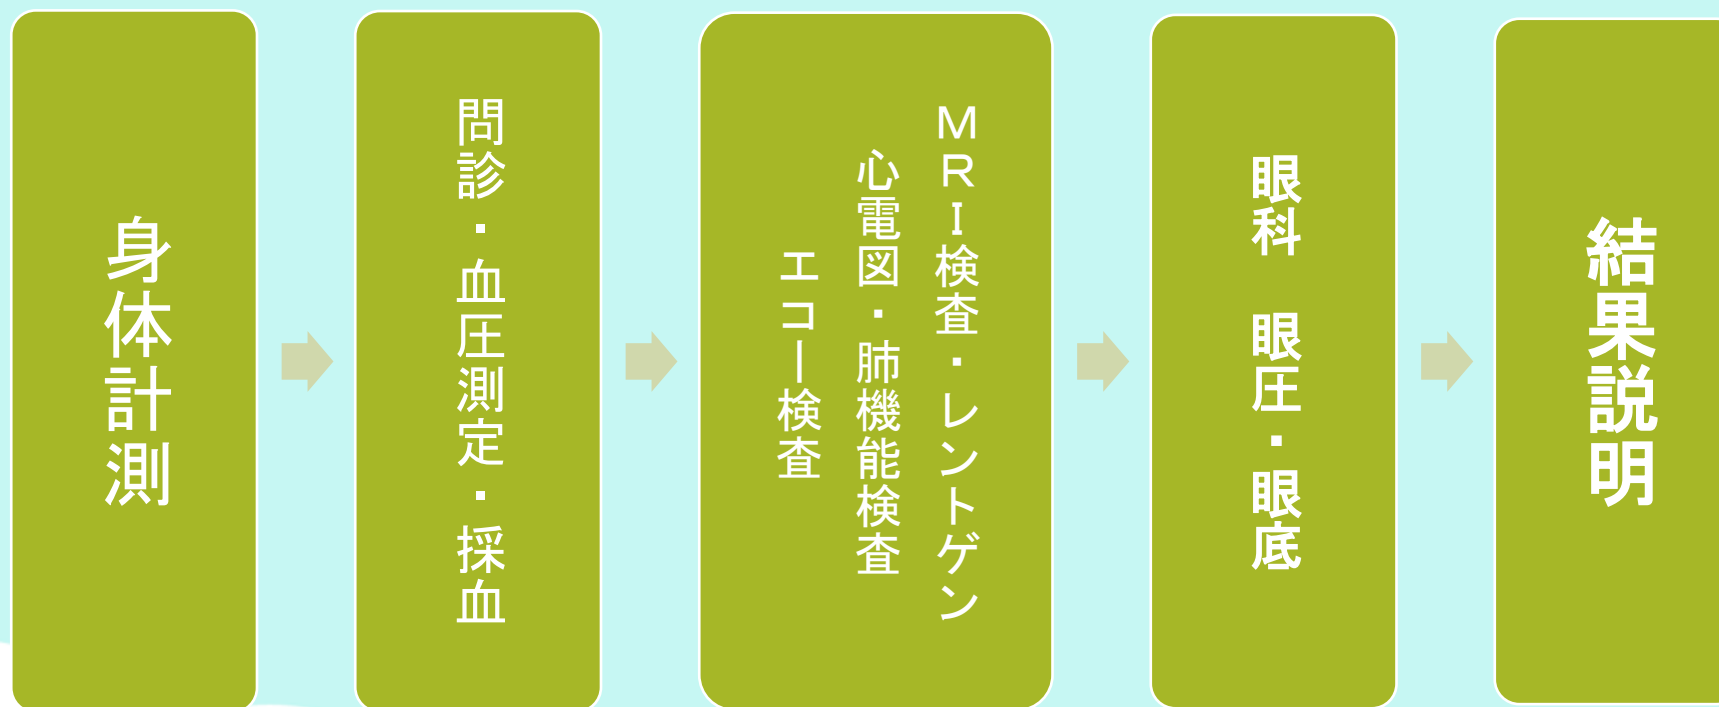 身体計測
問診・血圧測定・採血
ＭＲＩ検査・レントゲン
心電図・肺機能検査
エコー検査
眼科　眼圧・眼底
結果説明